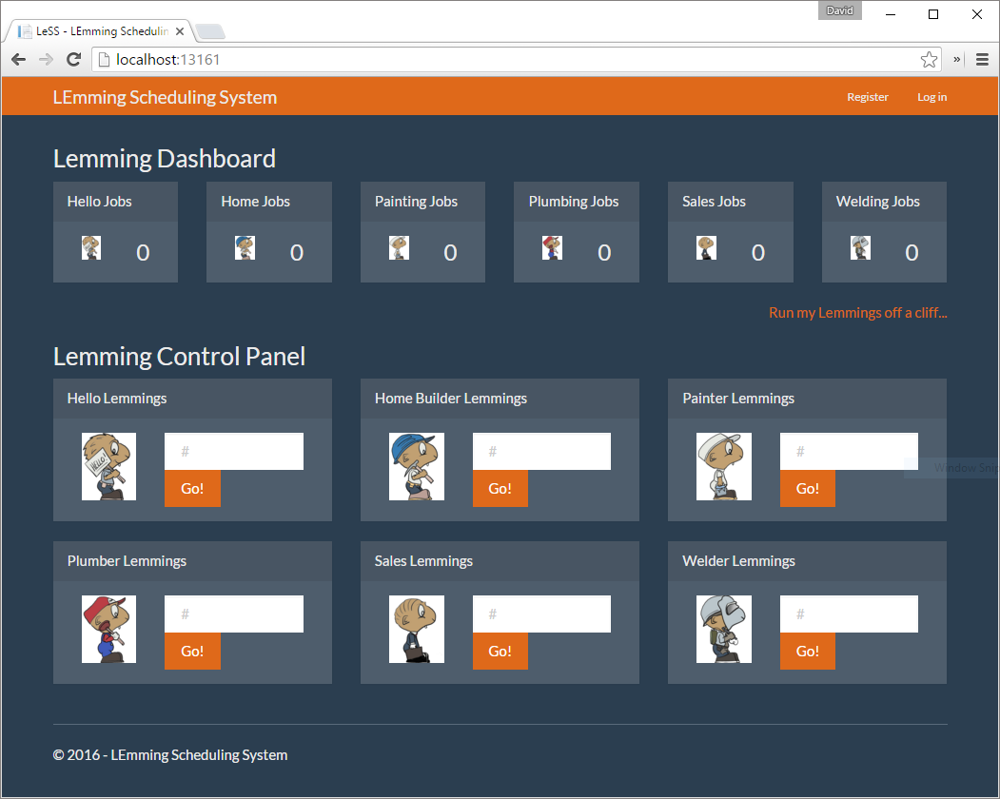 David
LeSS - LEmming Schedulin
localhost:13161
»
LEmming Scheduling System
Register
Log in
Lemming Dashboard
Hello Jobs
Home Jobs
Painting Jobs
Plumbing Jobs
Sales Jobs
Welding Jobs
0
0
0
0
0
0
Run my Lemmings off a cliff...
Lemming Control Panel
Hello Lemmings
Home Builder Lemmings
Painter Lemmings
HELLO!
#
#
#
Window Snip
Go!
Go!
Go!
Plumber Lemmings
Sales Lemmings
Welder Lemmings
#
#
#
Go!
Go!
Go!
© 2016 - LEmming Scheduling System